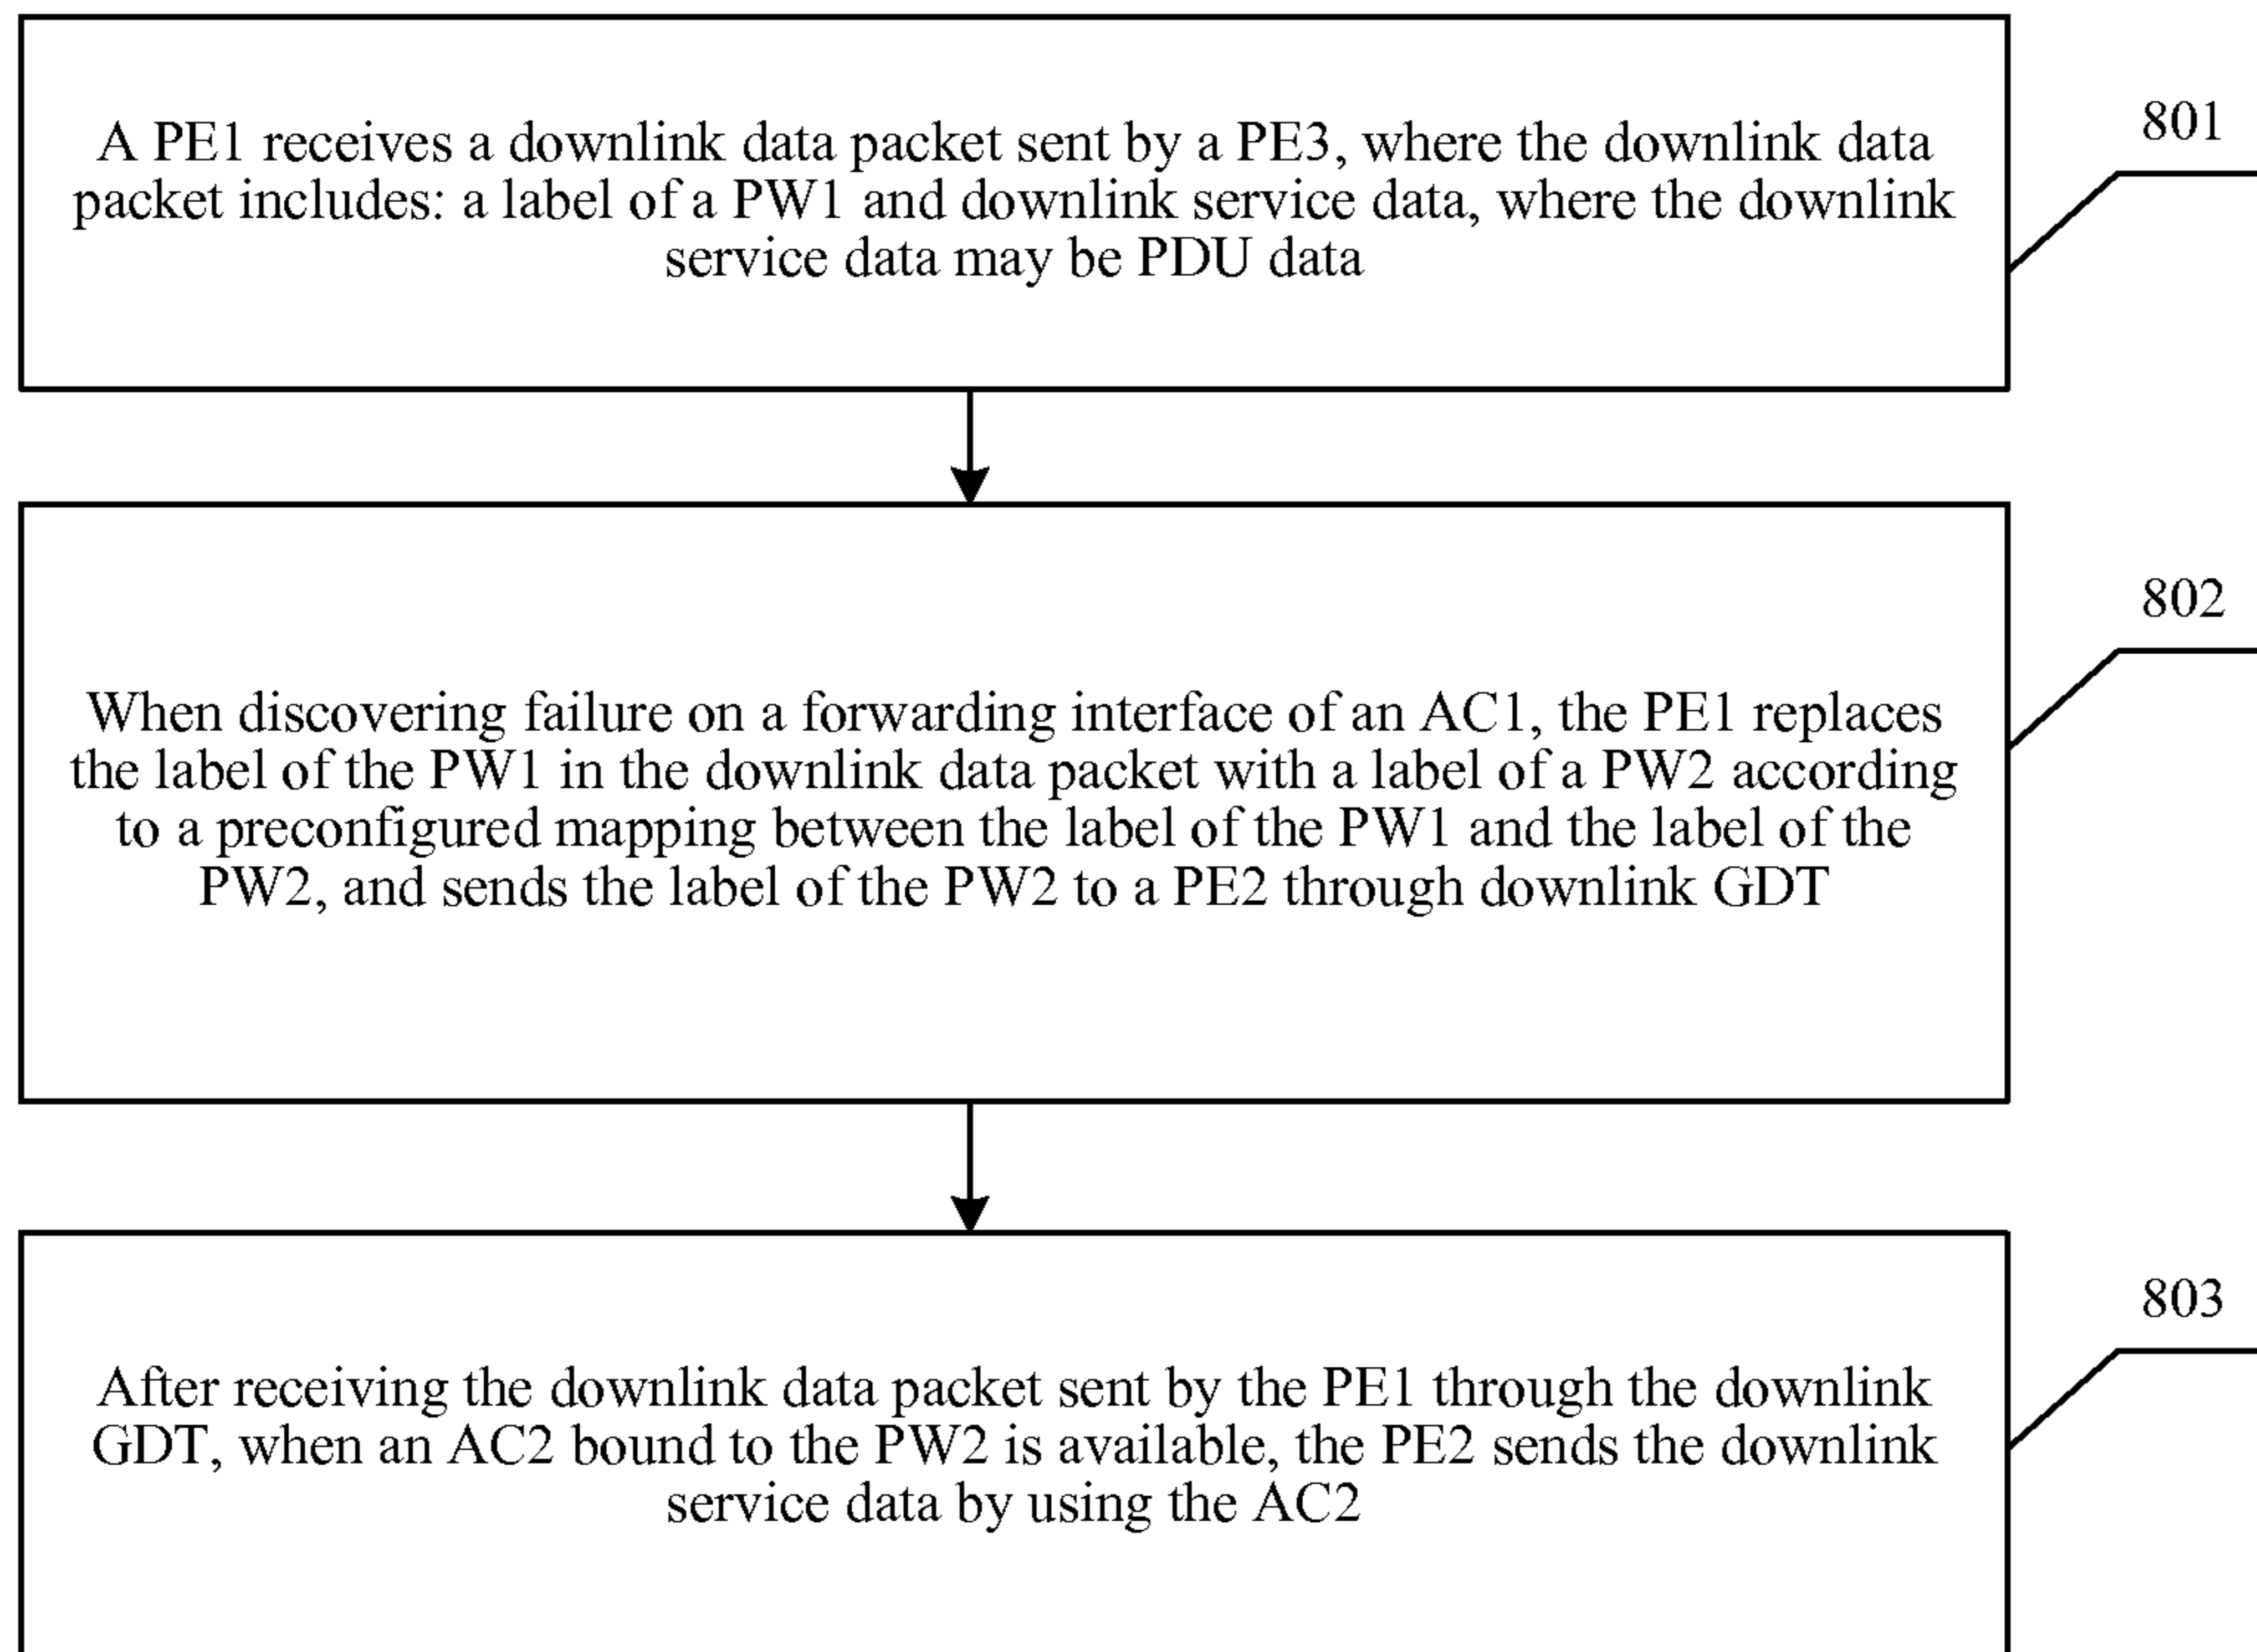 A PE1 receives a downlink data packet sent by a PE3, where the downlink data
packet includes: a label of a PW1 and downlink service data, where the downlink
service data may be PDU data
801
When discovering failure on a forwarding interface of an AC1, the PE1 replaces
the label of the PW1 in the downlink data packet with a label of a PW2 according
to a preconfigured mapping between the label of the PW1 and the label of the
PW2, and sends the label of the PW2 to a PE2 through downlink GDT
802
After receiving the downlink data packet sent by the PE1 through the downlink
GDT, when an AC2 bound to the PW2 is available, the PE2 sends the downlink
service data by using the AC2
803